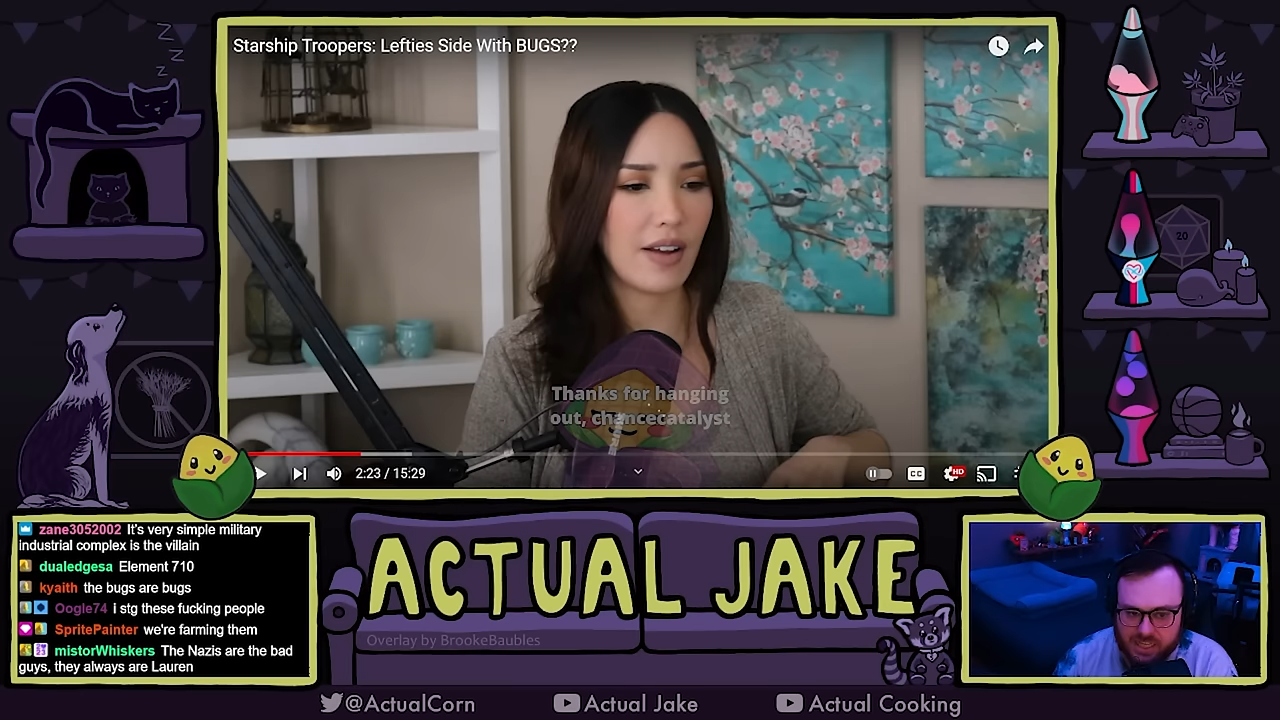 Starship Troopers: Lefties Side With BUGS??
Z
Z
Z
20
Thanks for hanging
out, chancecatalyst
2:23 / 15:29
CC
HD
zane3052002 It's very simple military
industrial complex is the villain
dualedgesa Element 710
kyaith the bugs are bugs
Oogle74 i stg these fucking people
SpritePainter we're farming them
mistorWhiskers The Nazis are the bad
guys, they always are Lauren
ACTUAL JAKE
Overlay by BrookeBaubles
@ActualCorn
Actual Jake
Actual Cooking